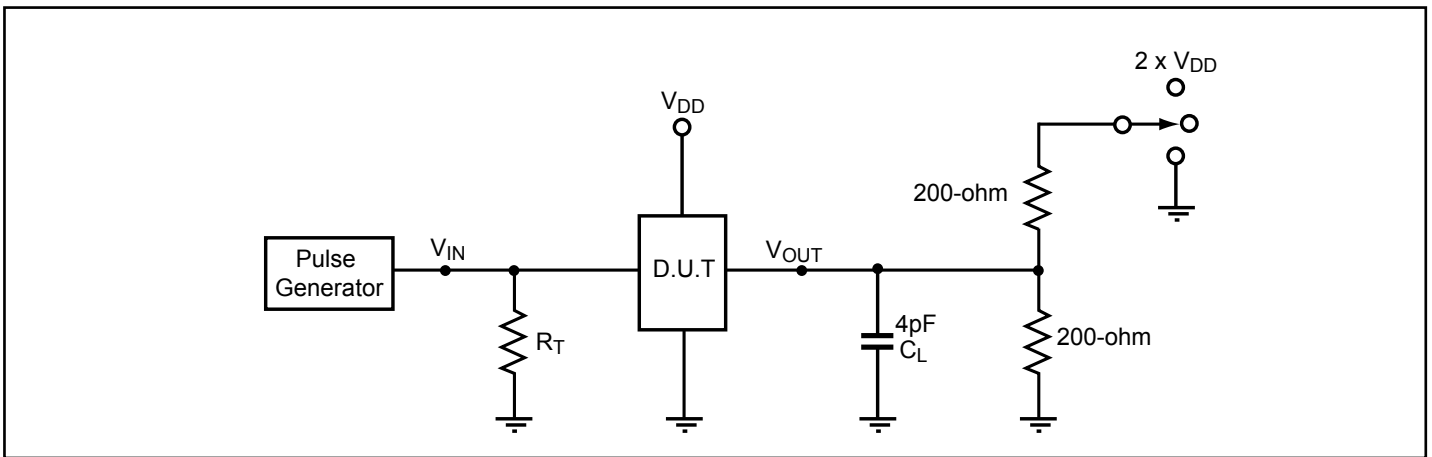 2 x VDD
VDD
200-ohm
Pulse
Generator
VIN
D.U.T
VOUT
RT
4pF
CL
200-ohm